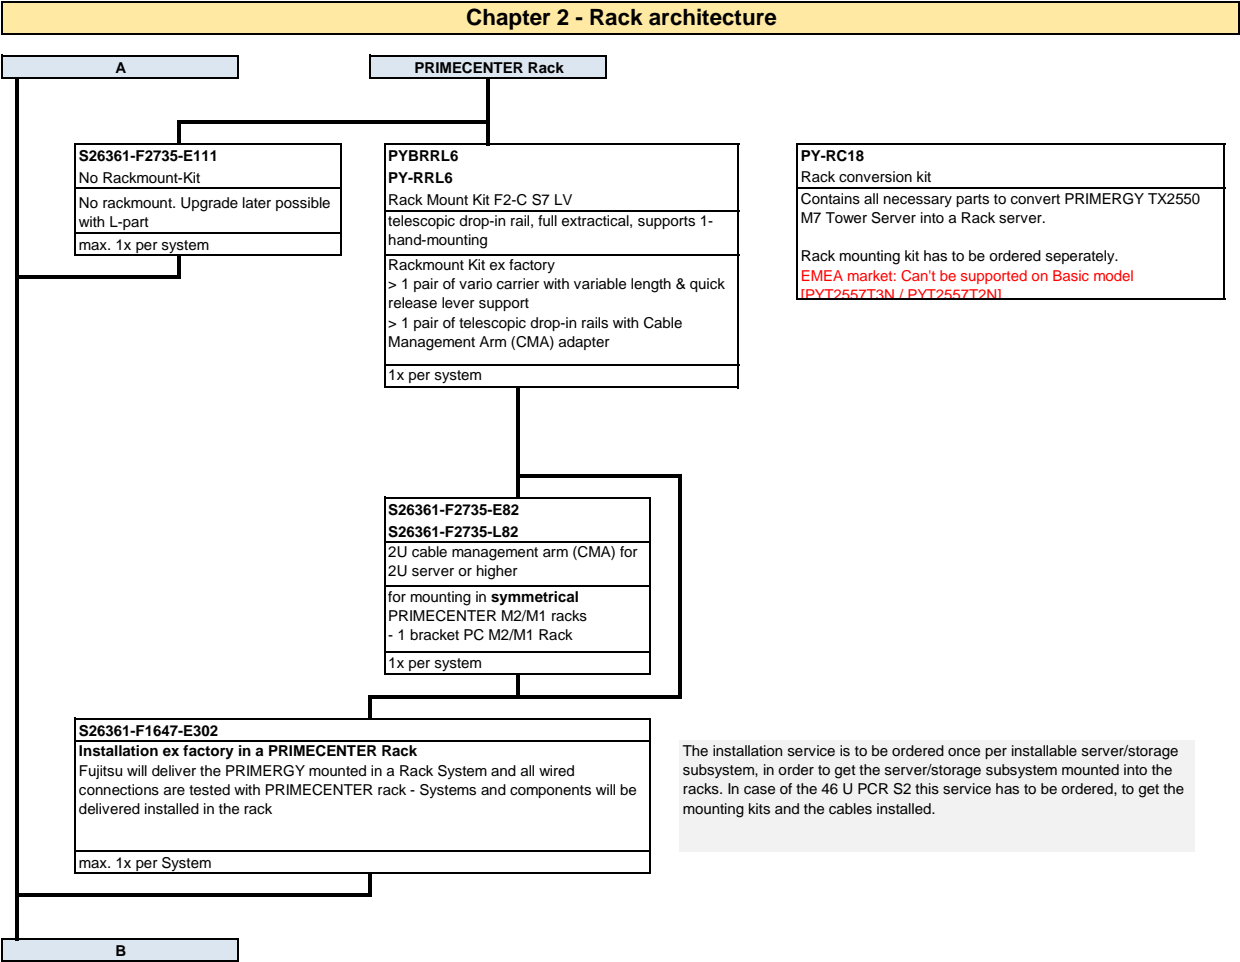 Chapter 2 - Rack architecture
A
PRIMECENTER Rack
S26361-F2735-E111
No Rackmount-Kit
No rackmount. Upgrade later possible
with L-part
max. 1x per system
PYBRRL6
PY-RRL6
Rack Mount Kit F2-C S7 LV
telescopic drop-in rail, full extractical, supports 1-
hand-mounting
Rackmount Kit ex factory
> 1 pair of vario carrier with variable length & quick
release lever support
> 1 pair of telescopic drop-in rails with Cable
Management Arm (CMA) adapter
1x per system
PY-RC18
Rack conversion kit
Contains all necessary parts to convert PRIMERGY TX2550
M7 Tower Server into a Rack server.
Rack mounting kit has to be ordered seperately.
EMEA market: Can't be supported on Basic model
[PYT2557T3N / PYT2557T2N]
S26361-F2735-E82
S26361-F2735-L82
2U cable management arm (CMA) for
2U server or higher
for mounting in symmetrical
PRIMECENTER M2/M1 racks
- 1 bracket PC M2/M1 Rack
1x per system
S26361-F1647-E302
Installation ex factory in a PRIMECENTER Rack
Fujitsu will deliver the PRIMERGY mounted in a Rack System and all wired
connections are tested with PRIMECENTER rack - Systems and components will be
delivered installed in the rack
max. 1x per System
The installation service is to be ordered once per installable server/storage
subsystem, in order to get the server/storage subsystem mounted into the
racks. In case of the 46 U PCR S2 this service has to be ordered, to get the
mounting kits and the cables installed.
B